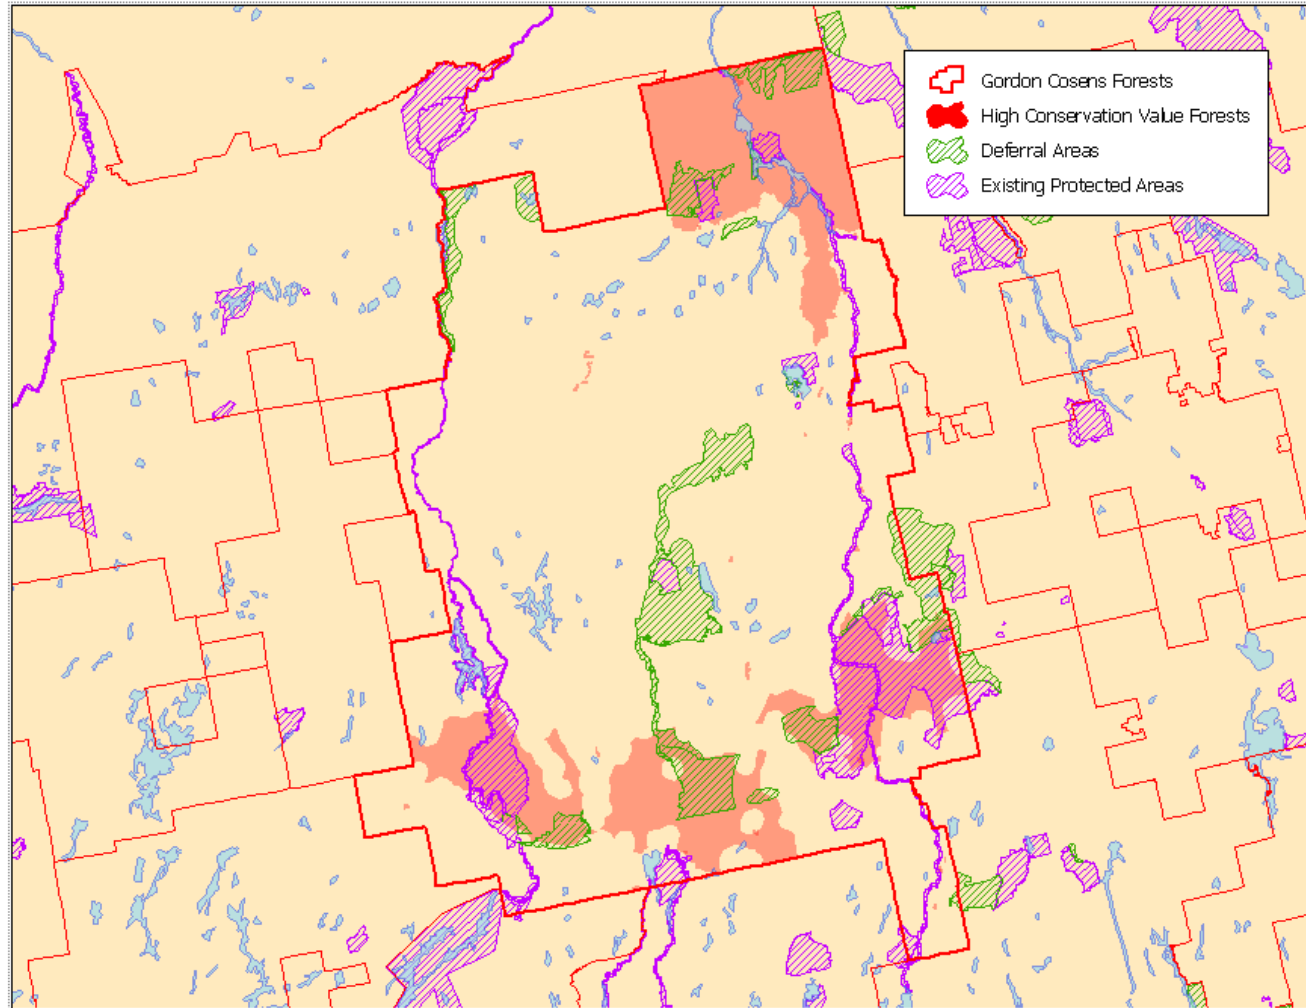 Gordon Cosens Forests
High Conservation Value Forests
Deferral Areas
Existing Protected Areas